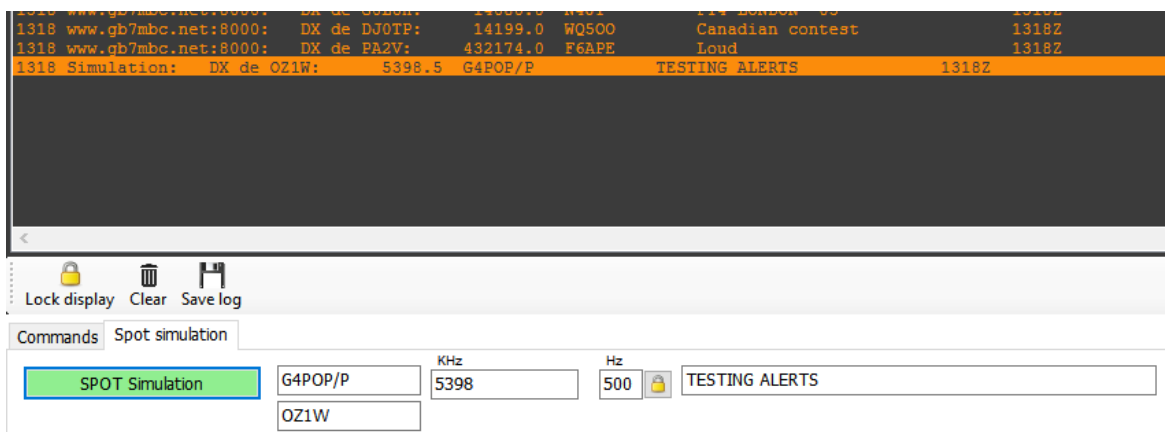 1318 www.gb7mbc.net:8000: DX de DJ0TP: 14199.0 WQ5OO Canadian contest 1318Z
1318 www.gb7mbc.net:8000: DX de PA2V: 432174.0 F6APE Loud 1318Z
1318 Simulation: DX de OZ1W: 5398.5 G4POP/P TESTING ALERTS 1318Z
Lock display Clear Save log
Commands Spot simulation
KHz Hz
SPOT Simulation G4POP/P 5398 500 TESTING ALERTS
OZ1W